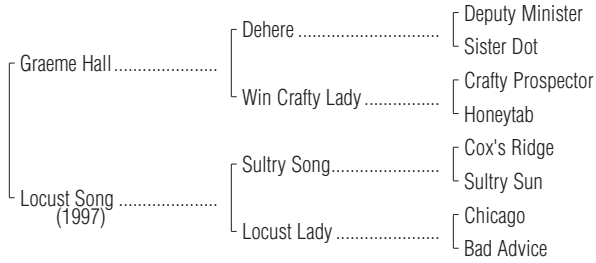 Deputy Minister
Dehere ....................................
Sister Dot
Graeme Hall.......................
Crafty Prospector
Win Crafty Lady...................
Honeytab
Cox's Ridge
Sultry Song...........................
Sultry Sun
Locust Song ......................
(1997)
Chicago
Locust Lady ..........................
Bad Advice